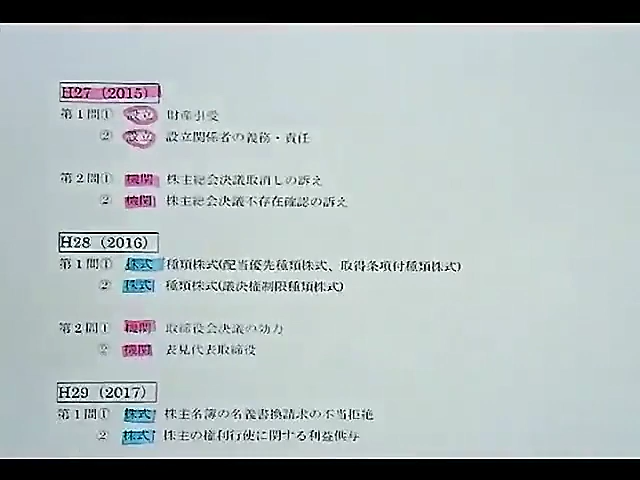 H27（2015）
第1問① 設立 財産引受
② 設立 設立関係者の義務・責任
第2問① 機関 株主総会決議取消しの訴え
② 機関 株主総会決議不存在確認の訴え
H28（2016）
第1問① 株式 種類株式(配当優先種類株式、取得条項付種類株式)
② 株式 種類株式(議決権制限種類株式)
第2問① 機関 取締役会決議の効力
② 機関 表見代表取締役
H29（2017）
第1問① 株式 株主名簿の名義書換請求の不当拒絶
② 株式 株主の権利行使に関する利益供与